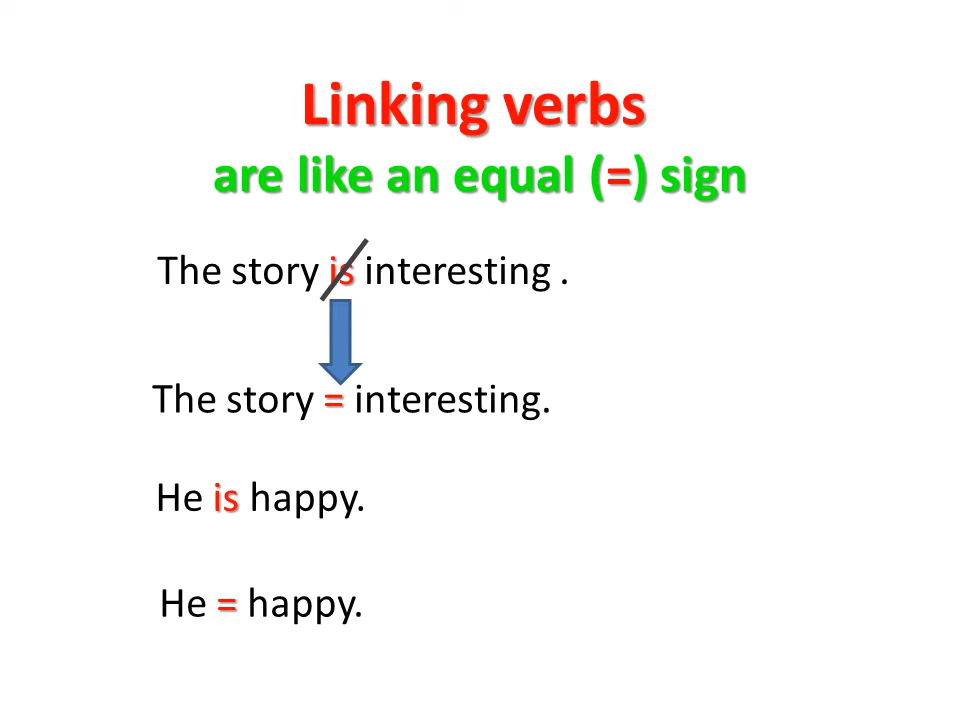 Linking verbs
are like an equal (=) sign
The story is interesting .
The story = interesting.
He is happy.
He = happy.